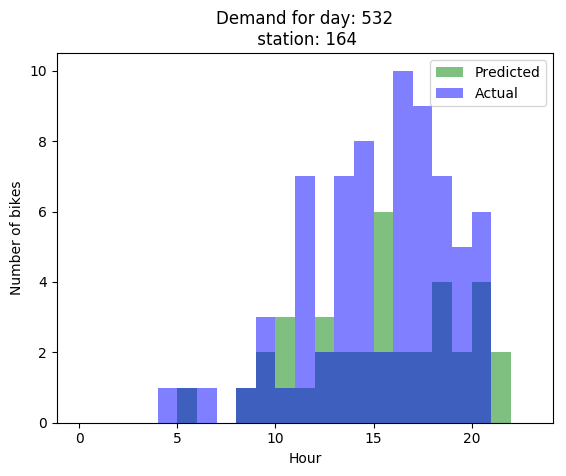 Demand for day: 532
station: 164
Predicted
Actual
10
8
6
4
2
0
Number of bikes
0 5 10 15 20
Hour